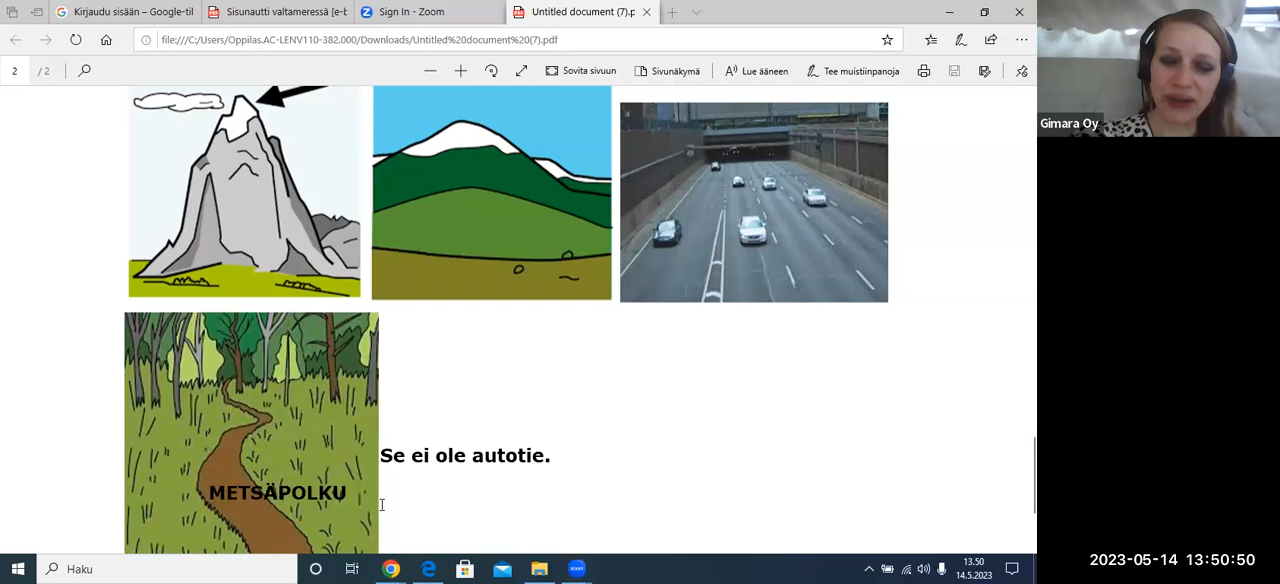 Kirjaudu sisään – Google-til
Sisunautti valtameressä [e-b
Sign In - Zoom
Untitled document (7).p
file:///C:/Users/Oppilas.AC-LENV110-382.000/Downloads/Untitled%20document%20(7).pdf
2 / 2
Sovita sivuun
Sivunäkymä
Lue ääneen
Tee muistiinpanoja
Gimara Oy
Se ei ole autotie.
METSÄPOLKU
Haku
zoom
13.50
14.5.2023
2023-05-14 13:50:50